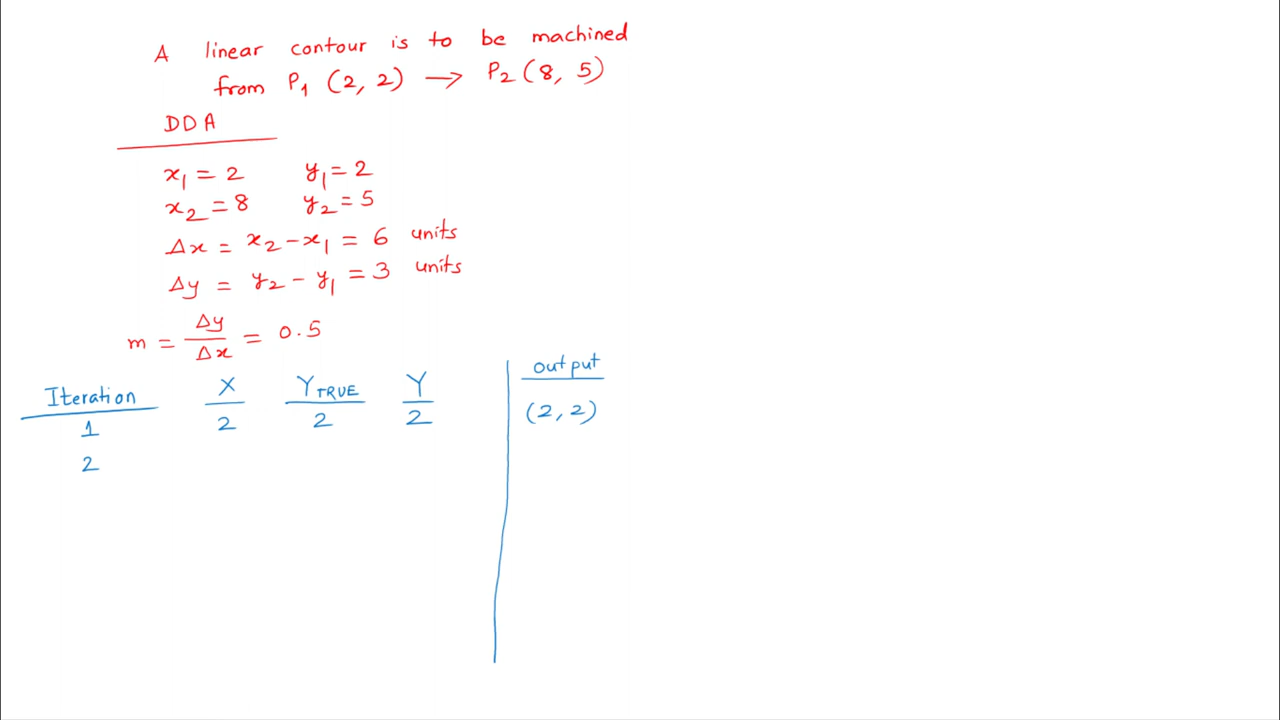 A linear contour is to be machined
from P₁ (2, 2) → P₂ (8, 5)
DDA
x₁ = 2 y₁ = 2
x₂ = 8 y₂ = 5
Δx = x₂ − x₁ = 6 units
Δy = y₂ − y₁ = 3 units
m = Δy/Δx = 0.5
Iteration X Y_TRUE Y output
1 2 2 2 (2, 2)
2